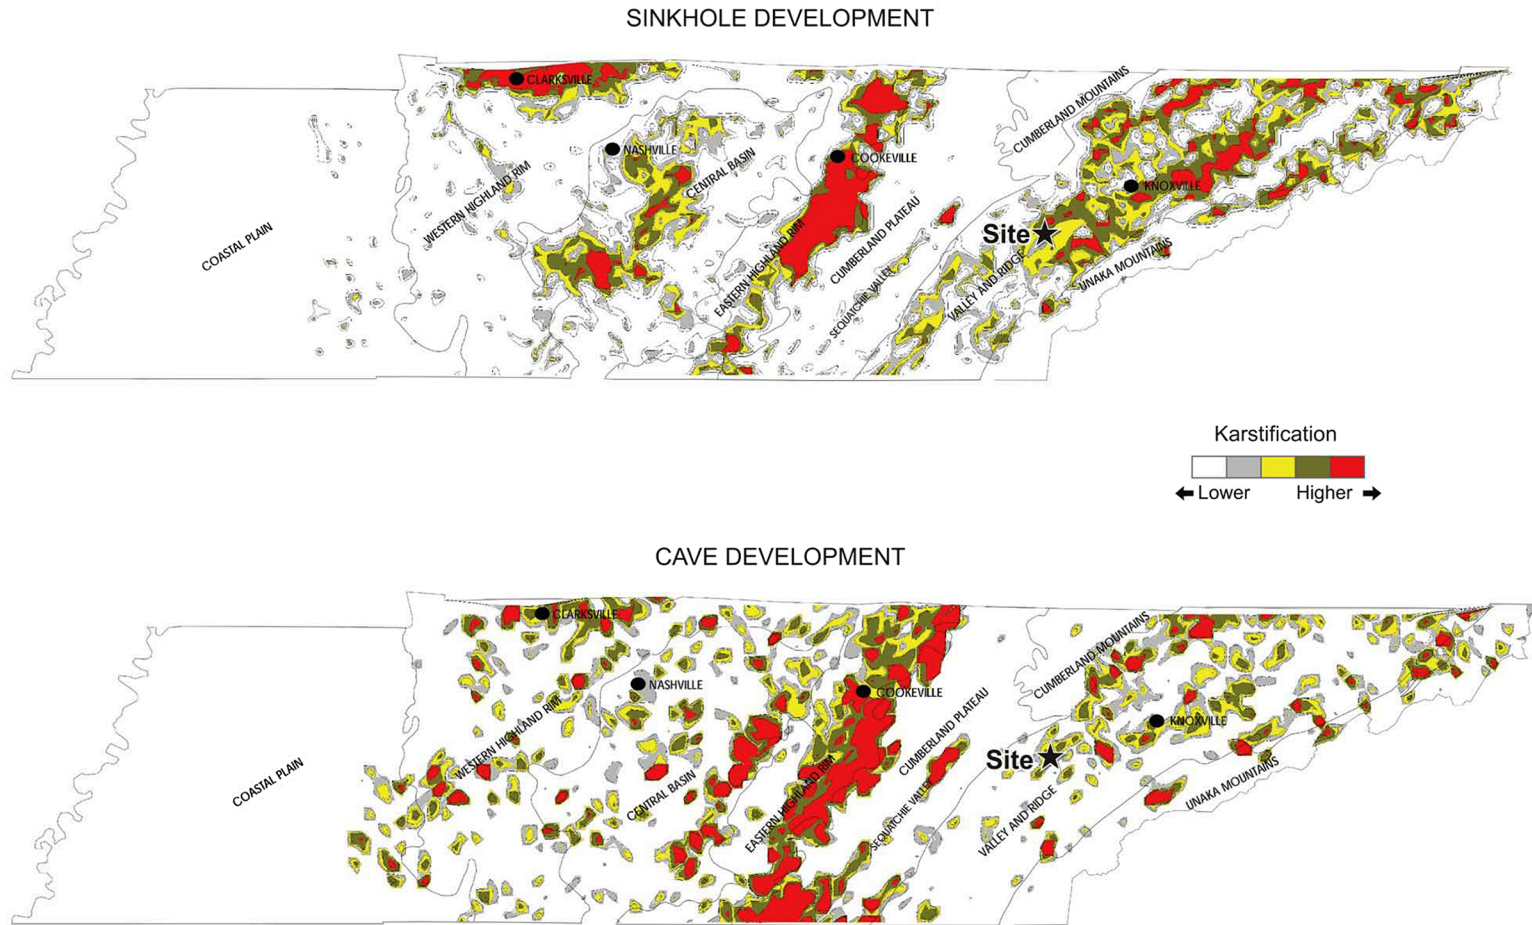 SINKHOLE DEVELOPMENT
CLARKSVILLE
CUMBERLAND MOUNTAINS
NASHVILLE
COOKEVILLE
CENTRAL BASIN
WESTERN HIGHLAND RIM
KNOXVILLE
COASTAL PLAIN
CUMBERLAND PLATEAU
Site
EASTERN HIGHLAND RIM
UNAKA MOUNTAINS
VALLEY AND RIDGE
SEQUATCHIE VALLEY
Karstification
Lower Higher
CAVE DEVELOPMENT
CLARKSVILLE
CUMBERLAND MOUNTAINS
NASHVILLE
COOKEVILLE
KNOXVILLE
WESTERN HIGHLAND RIM
CUMBERLAND PLATEAU
Site
COASTAL PLAIN
CENTRAL BASIN
UNAKA MOUNTAINS
EASTERN HIGHLAND RIM
SEQUATCHIE VALLEY
VALLEY AND RIDGE